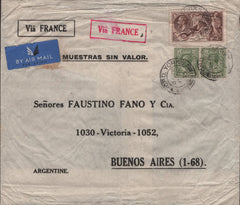 Via FRANCE
Via FRANCE
BY AIR MAIL
MUESTRAS SIN VALOR.
Señores FAUSTINO FANO Y Cia.
1030-Victoria-1052,
BUENOS AIRES (1-68).
ARGENTINE.